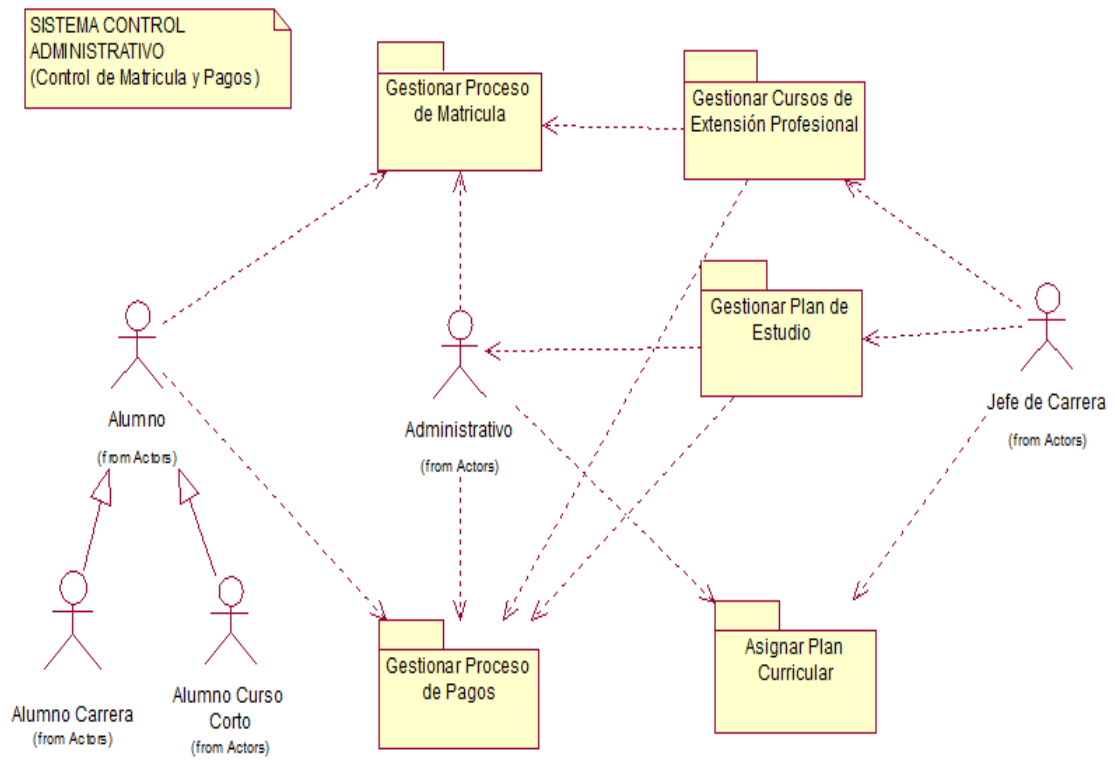 SISTEMA CONTROL
ADMINISTRATIVO
(Control de Matricula y Pagos)
Gestionar Proceso
de Matricula
Gestionar Cursos de
Extensión Profesional
Gestionar Plan de
Estudio
Alumno
(from Actors)
Administrativo
(from Actors)
Jefe de Carrera
(from Actors)
Gestionar Proceso
de Pagos
Asignar Plan
Curricular
Alumno Carrera
(from Actors)
Alumno Curso
Corto
(from Actors)